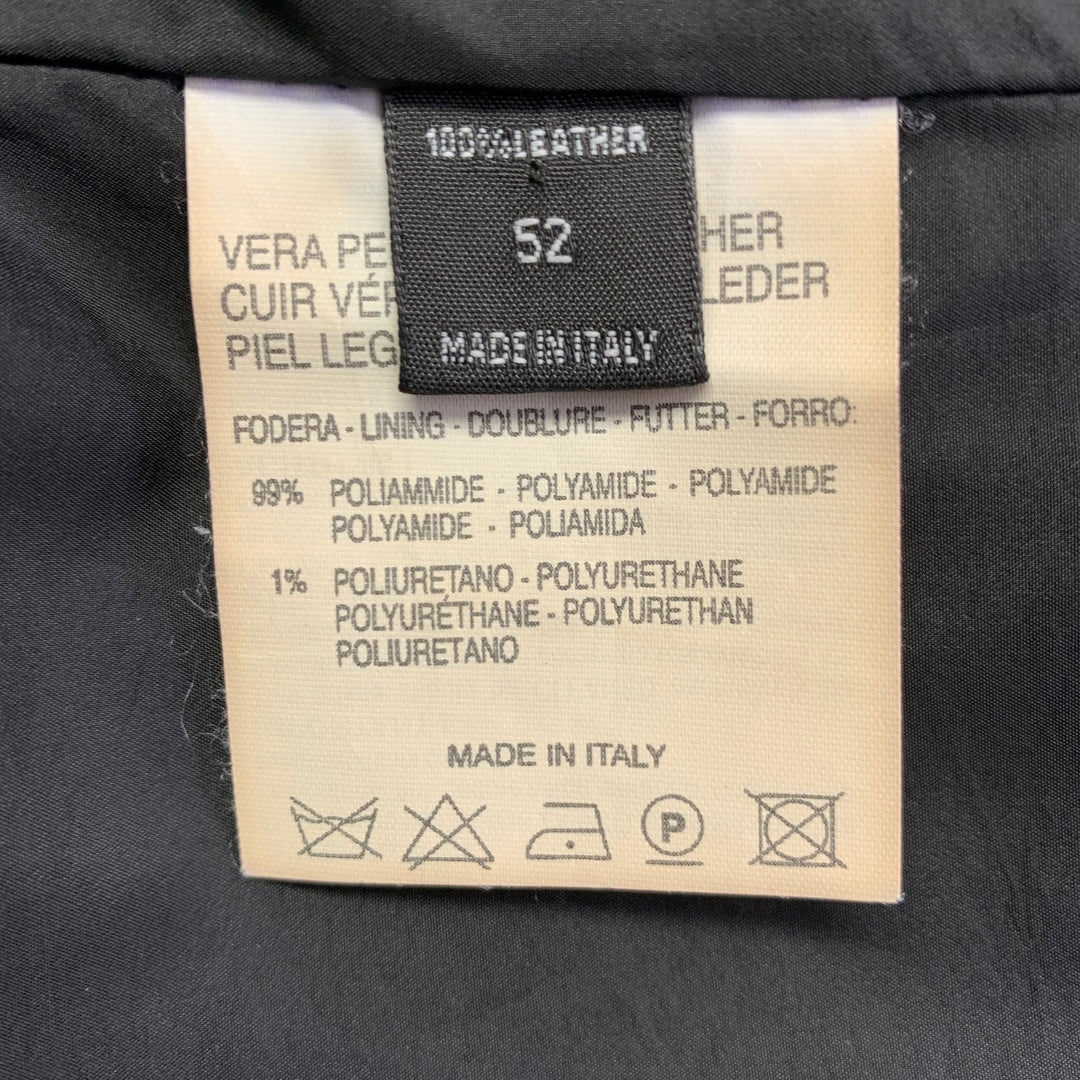 100% LEATHER
52
MADE IN ITALY
VERA PE HER
CUIR VÉR LEDER
PIEL LEG
FODERA - LINING - DOUBLURE - FUTTER - FORRO:
99% POLIAMMIDE - POLYAMIDE - POLYAMIDE
POLYAMIDE - POLIAMIDA
1% POLIURETANO - POLYURETHANE
POLYURÉTHANE - POLYURETHAN
POLIURETANO
MADE IN ITALY
P